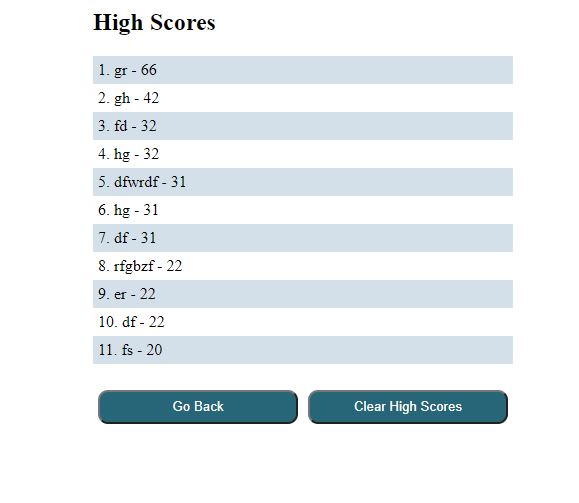 High Scores
1. gr - 66
2. gh - 42
3. fd - 32
4. hg - 32
5. dfwrdf - 31
6. hg - 31
7. df - 31
8. rfgbzf - 22
9. er - 22
10. df - 22
11. fs - 20
Go Back Clear High Scores